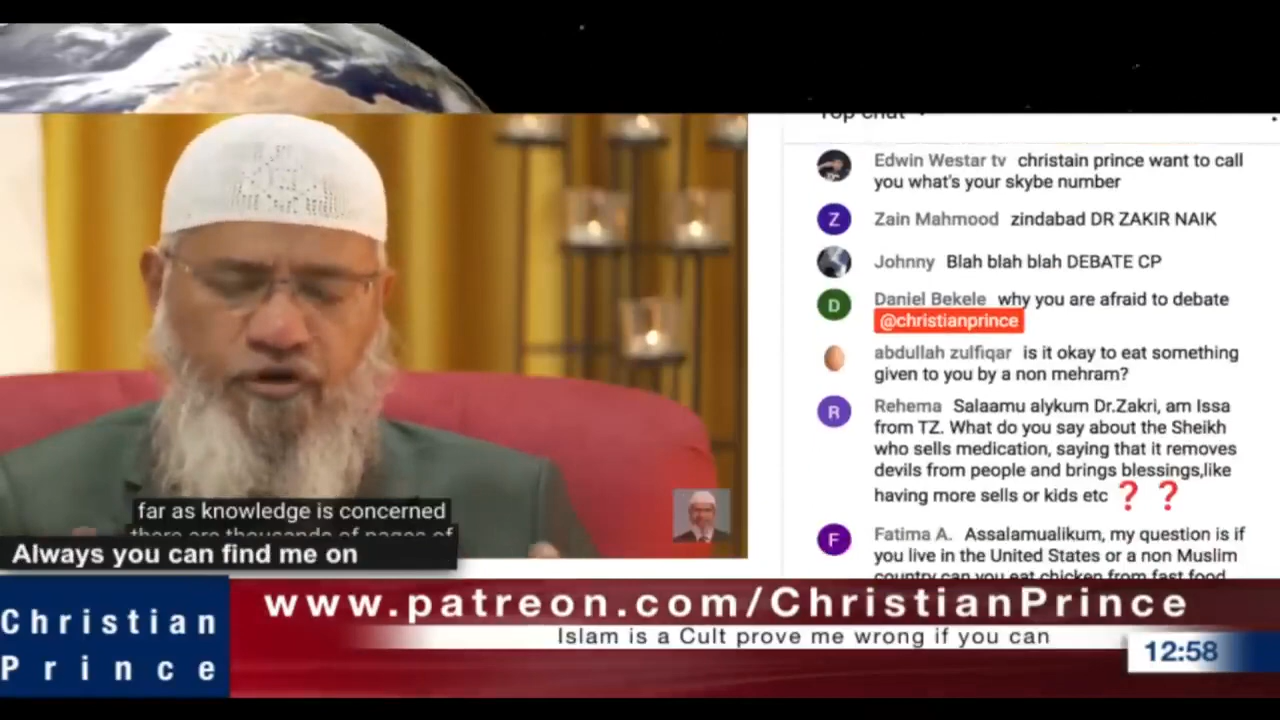 Top chat
Edwin Westar tv christain prince want to call
you what's your skybe number
Zain Mahmood zindabad DR ZAKIR NAIK
Johnny Blah blah blah DEBATE CP
Daniel Bekele why you are afraid to debate
@christianprince
abdullah zulfiqar is it okay to eat something
given to you by a non mehram?
Rehema Salaamu alykum Dr.Zakri, am Issa
from TZ. What do you say about the Sheikh
who sells medication, saying that it removes
devils from people and brings blessings,like
having more sells or kids etc ❓ ❓
Fatima A. Assalamualikum, my question is if
you live in the United States or a non Muslim
country can you eat chicken from fast food
far as knowledge is concerned
there are thousands of pages of
Always you can find me on
Christian
Prince
www.patreon.com/ChristianPrince
Islam is a Cult prove me wrong if you can
12:58
Z
D
R
F